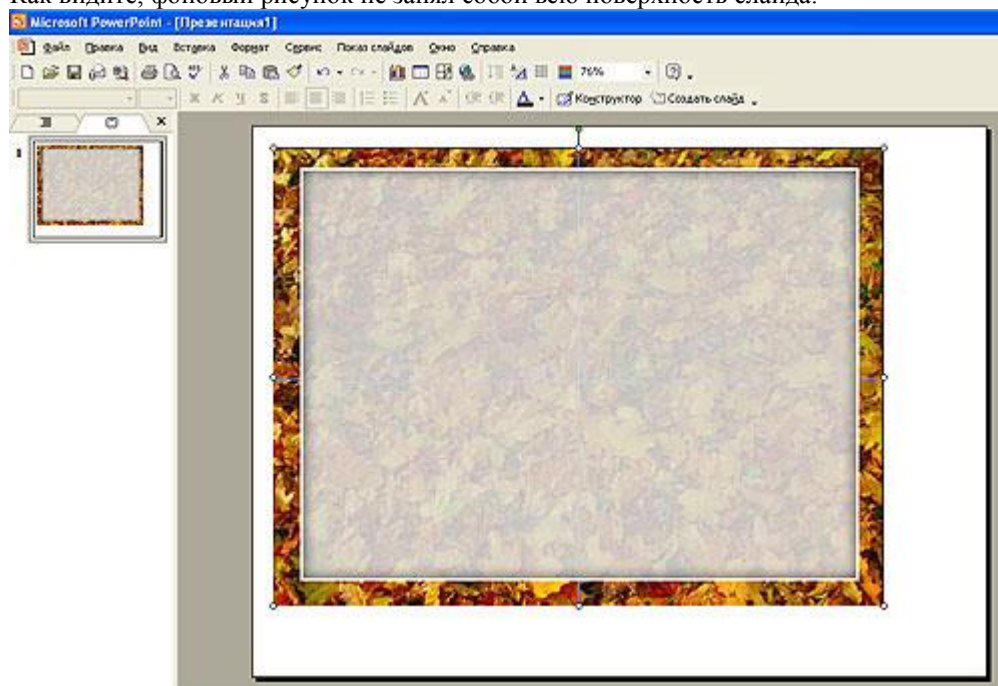 Как видите, фоновый рисунок не занял собой всю поверхность слайда.
Microsoft PowerPoint - [Презентация1]
Файл Правка Вид Вставка Формат Сервис Показ слайдов Окно Справка
76%
Ж К Ч S Конструктор Создать слайд
1